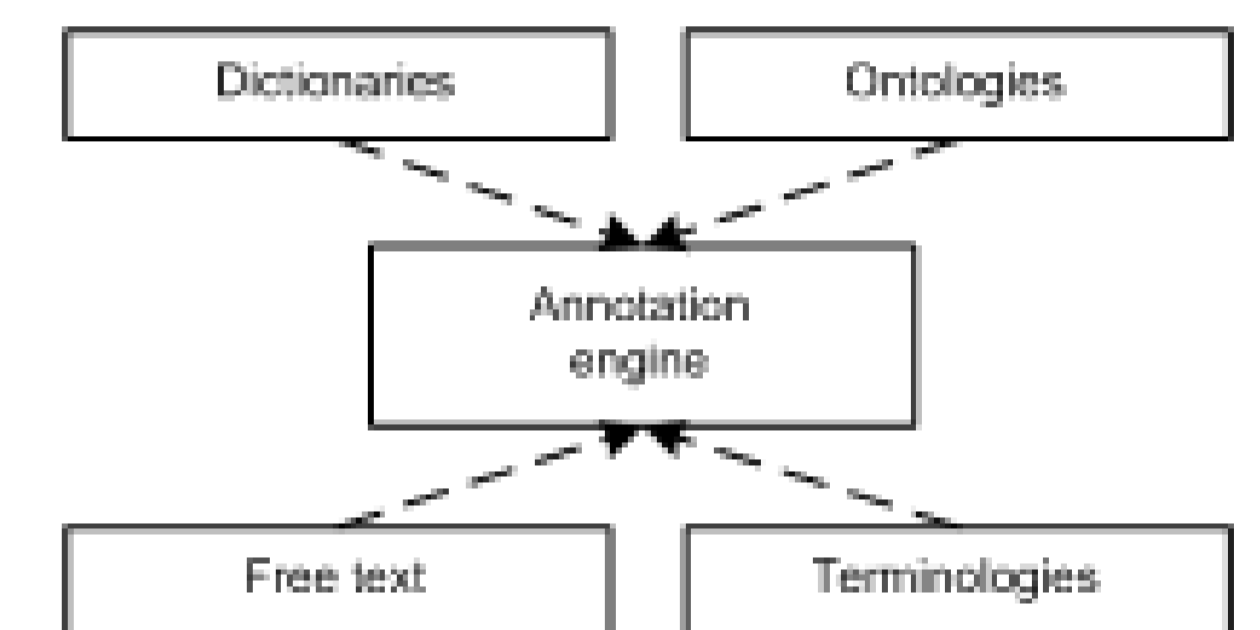 Dictionaries
Ontologies
Annotation
engine
Free text
Terminologies